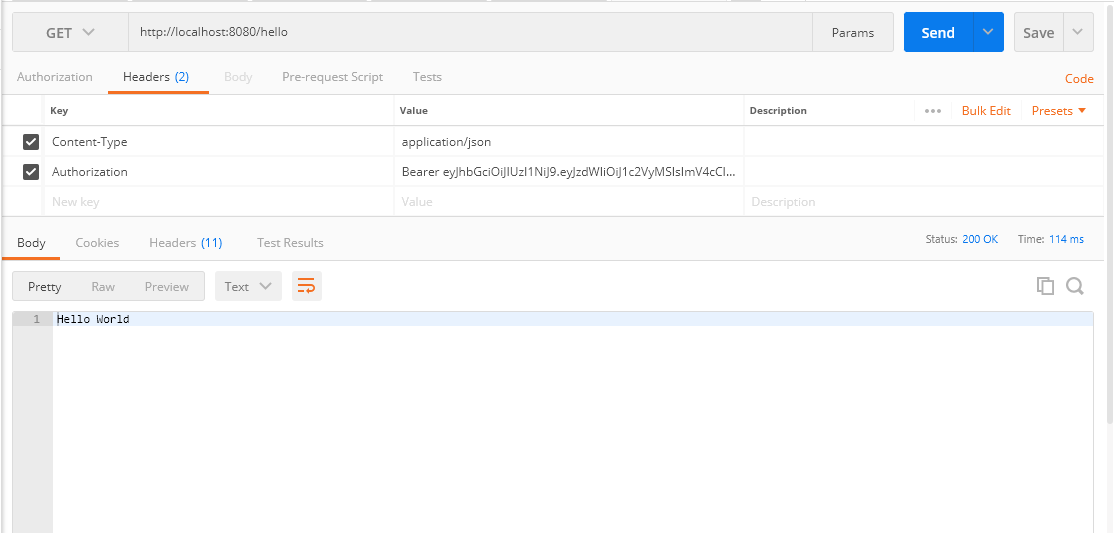 GET http://localhost:8080/hello Params Send Save
Authorization Headers (2) Body Pre-request Script Tests Code
Key Value Description ••• Bulk Edit Presets
Content-Type application/json
Authorization Bearer eyJhbGciOiJIUzI1NiJ9.eyJzdWIiOiJ1c2VyMSIsImV4cCI...
New key Value Description
Body Cookies Headers (11) Test Results Status: 200 OK Time: 114 ms
Pretty Raw Preview Text
1 Hello World